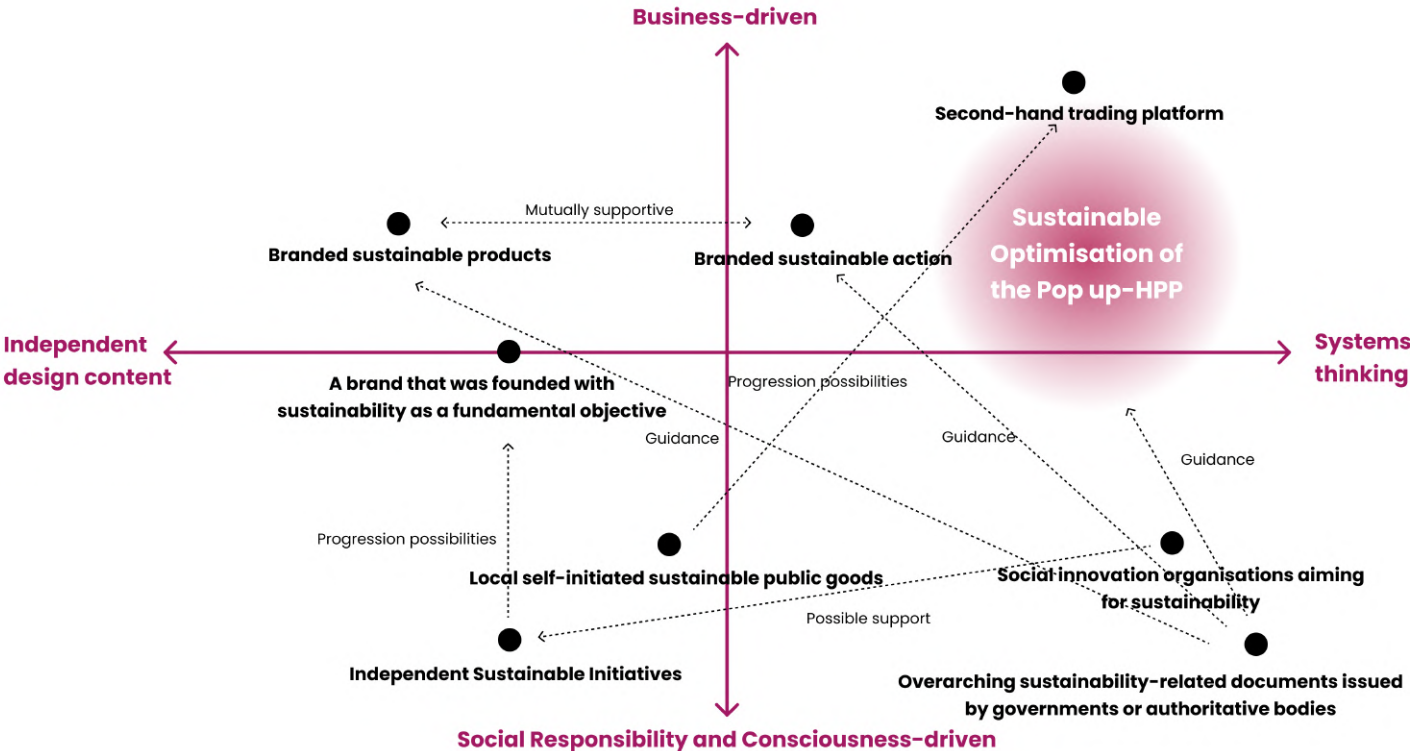 Business-driven
Second-hand trading platform
Mutually supportive
Branded sustainable products
Branded sustainable action
Sustainable
Optimisation of
the Pop up-HPP
Independent
design content
Systems
thinking
A brand that was founded with
sustainability as a fundamental objective
Progression possibilities
Guidance
Guidance
Guidance
Progression possibilities
Local self-initiated sustainable public goods
Social innovation organisations aiming
for sustainability
Possible support
Independent Sustainable Initiatives
Overarching sustainability-related documents issued
by governments or authoritative bodies
Social Responsibility and Consciousness-driven